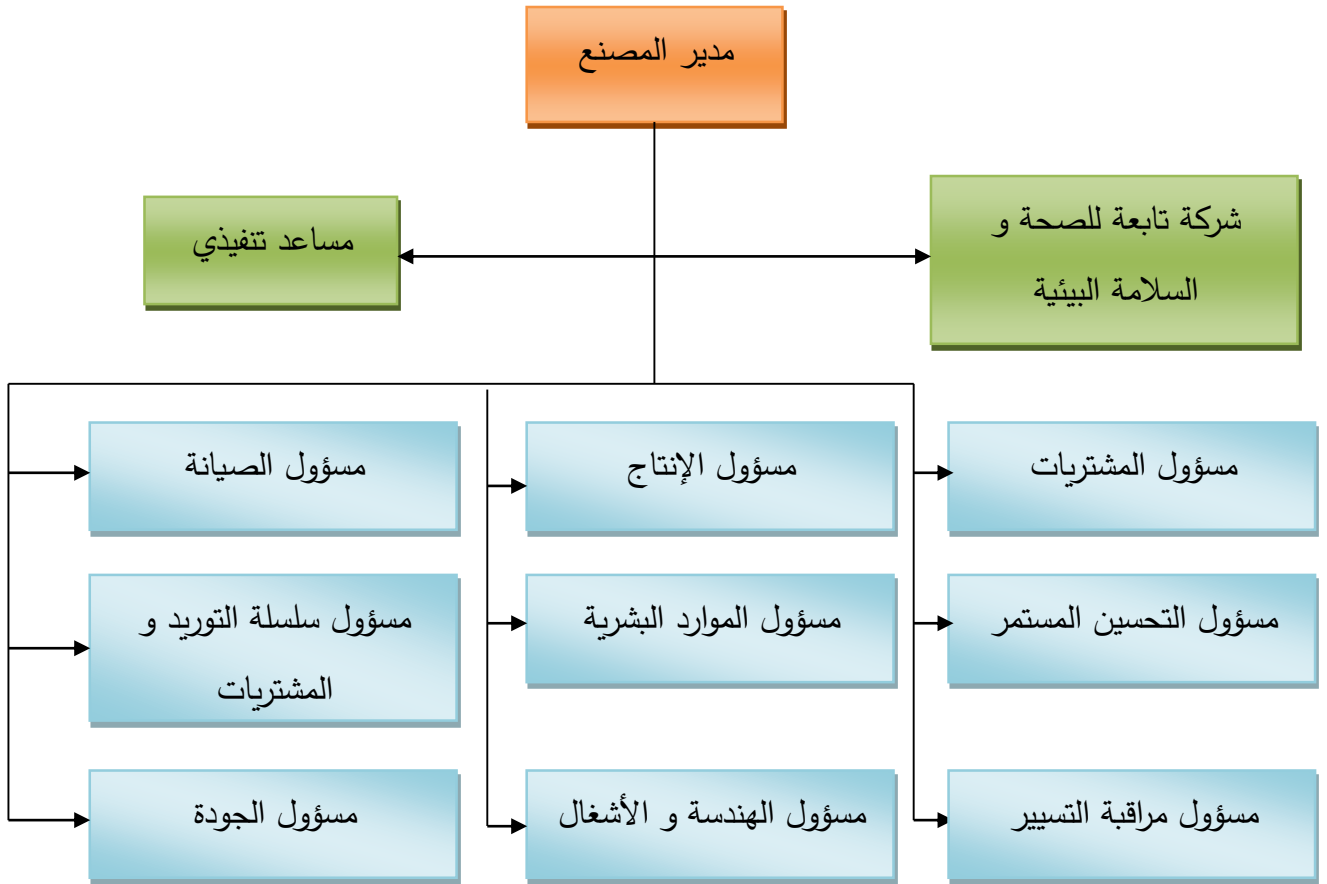 مدير المصنع
شركة تابعة للصحة و
السلامة البيئية
مساعد تنفيذي
مسؤول المشتريات
مسؤول الإنتاج
مسؤول الصيانة
مسؤول التحسين المستمر
مسؤول الموارد البشرية
مسؤول سلسلة التوريد و
المشتريات
مسؤول مراقبة التسيير
مسؤول الهندسة و الأشغال
مسؤول الجودة